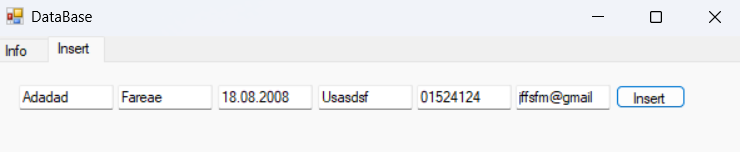 DataBase
Info Insert
Adadad Fareae 18.08.2008 Usasdsf 01524124 jffsfm@gmail Insert